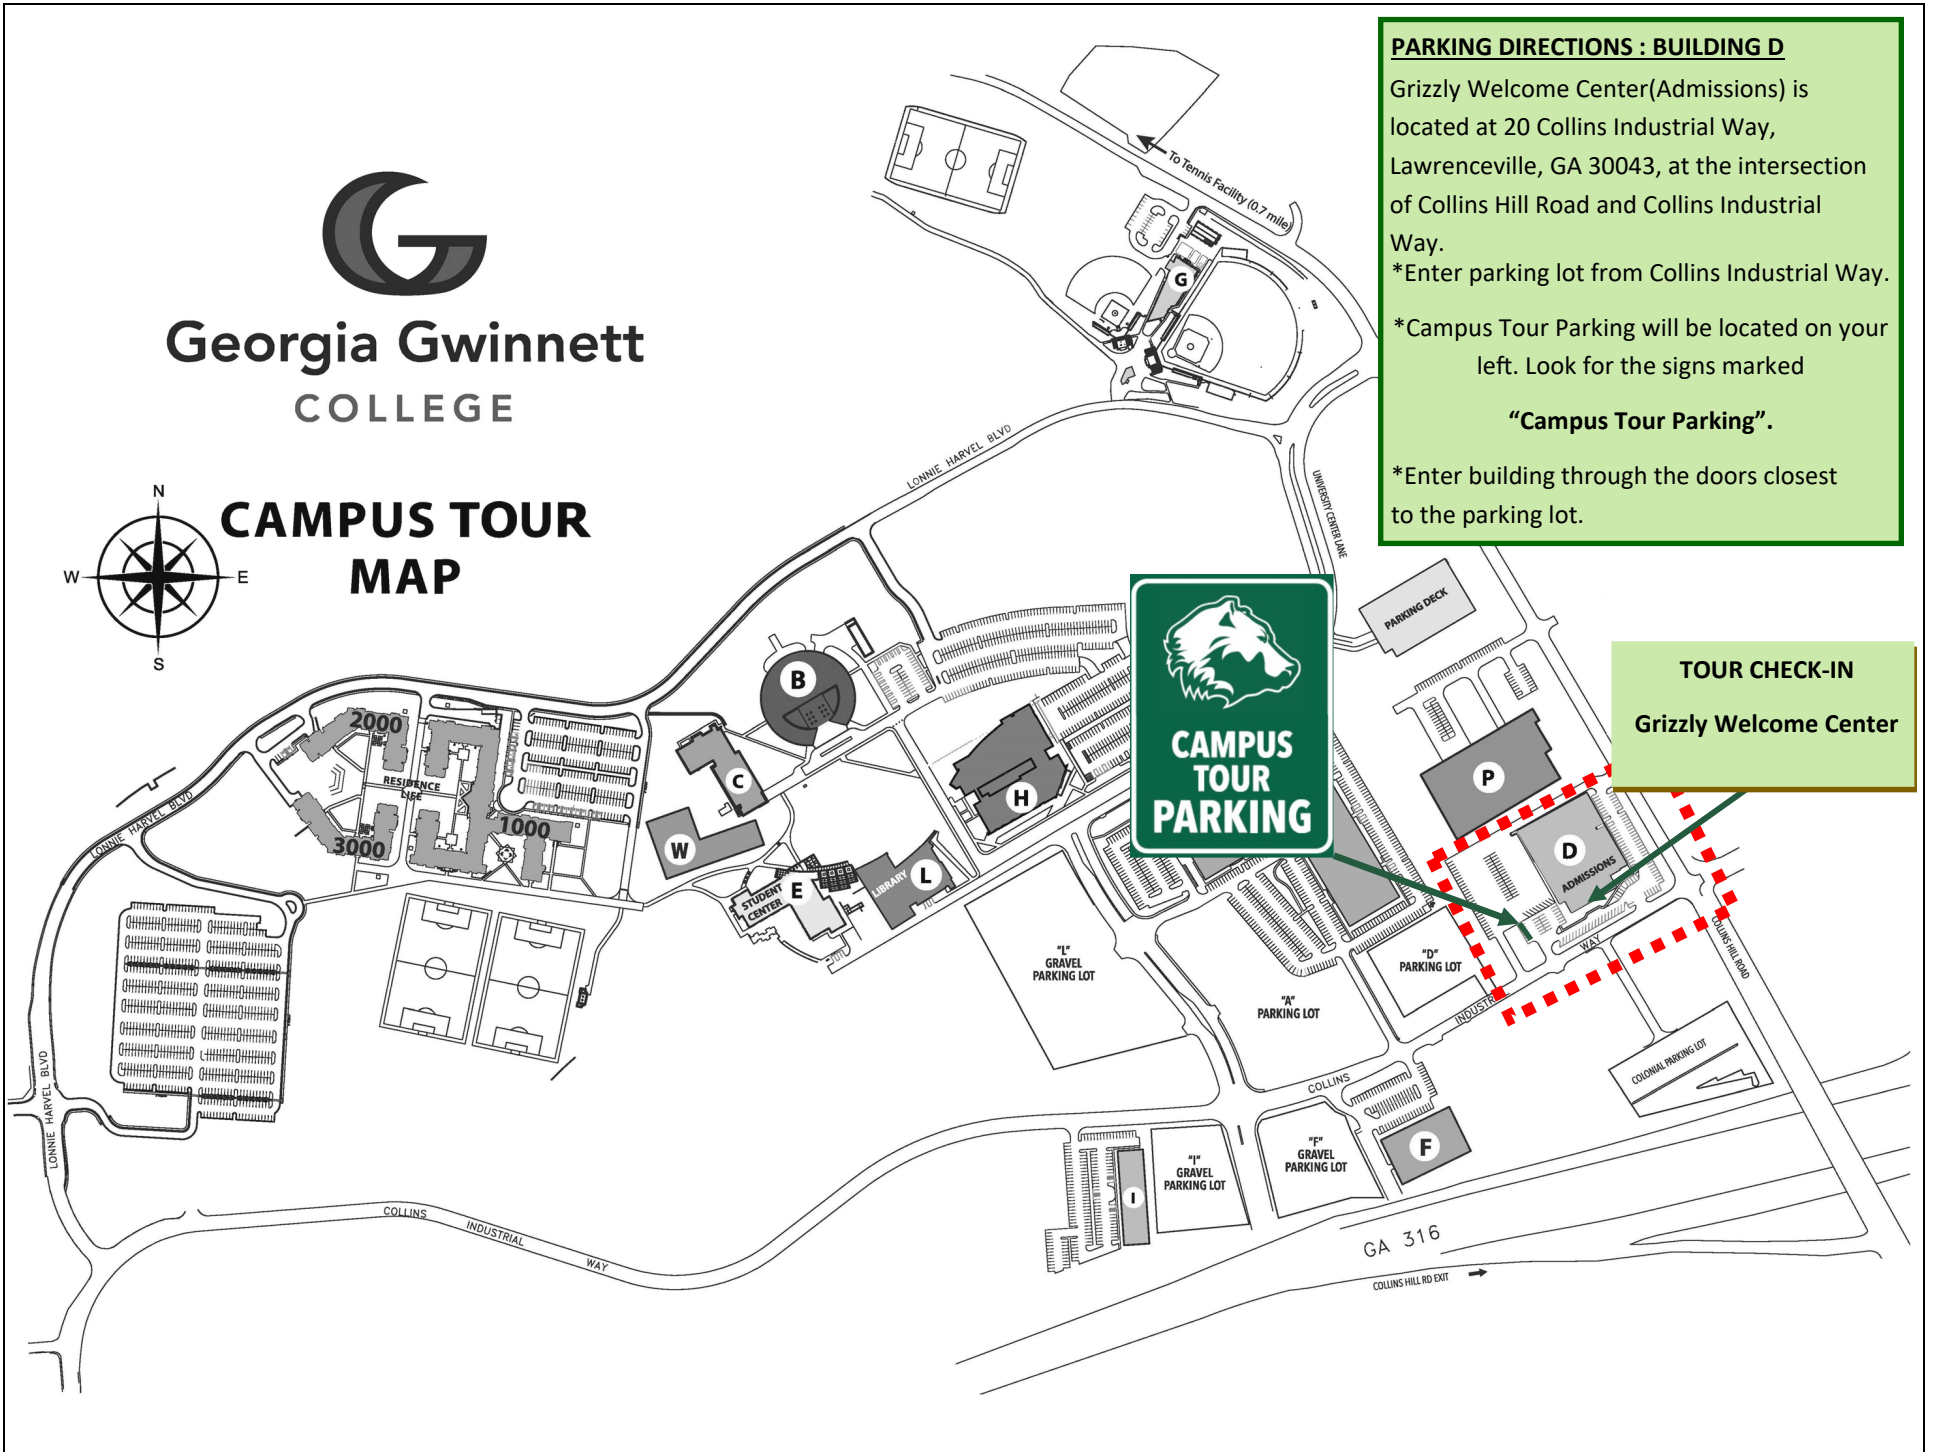 PARKING DIRECTIONS : BUILDING D
Grizzly Welcome Center(Admissions) is
located at 20 Collins Industrial Way,
Lawrenceville, GA 30043, at the intersection
of Collins Hill Road and Collins Industrial
Way.
*Enter parking lot from Collins Industrial Way.
*Campus Tour Parking will be located on your
left. Look for the signs marked
“Campus Tour Parking”.
*Enter building through the doors closest
to the parking lot.
To Tennis Facility (0.7 mile)
G
Georgia Gwinnett
COLLEGE
N
W
E
S
CAMPUS TOUR
MAP
LONNIE HARVEL BLVD
UNIVERSITY CENTER LANE
PARKING DECK
CAMPUS
TOUR
PARKING
TOUR CHECK-IN
Grizzly Welcome Center
B
C
H
P
D
ADMISSIONS
2000
RESIDENCE
LIFE
1000
3000
W
E
STUDENT
CENTER
LIBRARY
L
LONNIE HARVEL BLVD
"L"
GRAVEL
PARKING LOT
"A"
PARKING LOT
"D"
PARKING LOT
WAY
INDUSTR
COLLINS
COLLINS HILL ROAD
COLONIAL PARKING LOT
LONNIE HARVEL BLVD
"I"
GRAVEL
PARKING LOT
"F"
GRAVEL
PARKING LOT
F
I
COLLINS
INDUSTRIAL
WAY
GA 316
COLLINS HILL RD EXIT